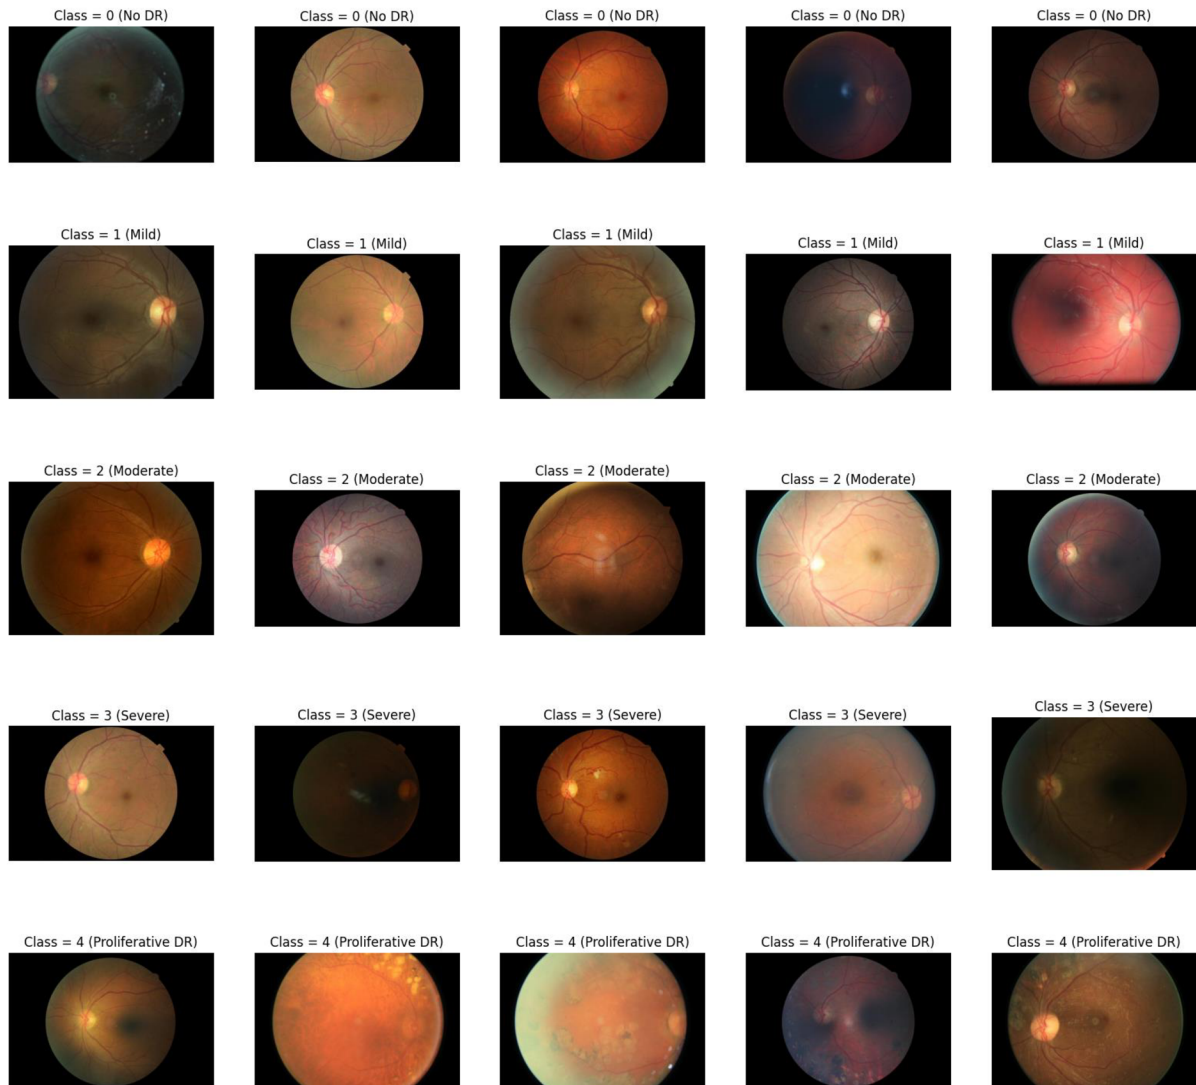 Class = 0 (No DR)
Class = 0 (No DR)
Class = 0 (No DR)
Class = 0 (No DR)
Class = 0 (No DR)
Class = 1 (Mild)
Class = 1 (Mild)
Class = 1 (Mild)
Class = 1 (Mild)
Class = 1 (Mild)
Class = 2 (Moderate)
Class = 2 (Moderate)
Class = 2 (Moderate)
Class = 2 (Moderate)
Class = 2 (Moderate)
Class = 3 (Severe)
Class = 3 (Severe)
Class = 3 (Severe)
Class = 3 (Severe)
Class = 3 (Severe)
Class = 4 (Proliferative DR)
Class = 4 (Proliferative DR)
Class = 4 (Proliferative DR)
Class = 4 (Proliferative DR)
Class = 4 (Proliferative DR)